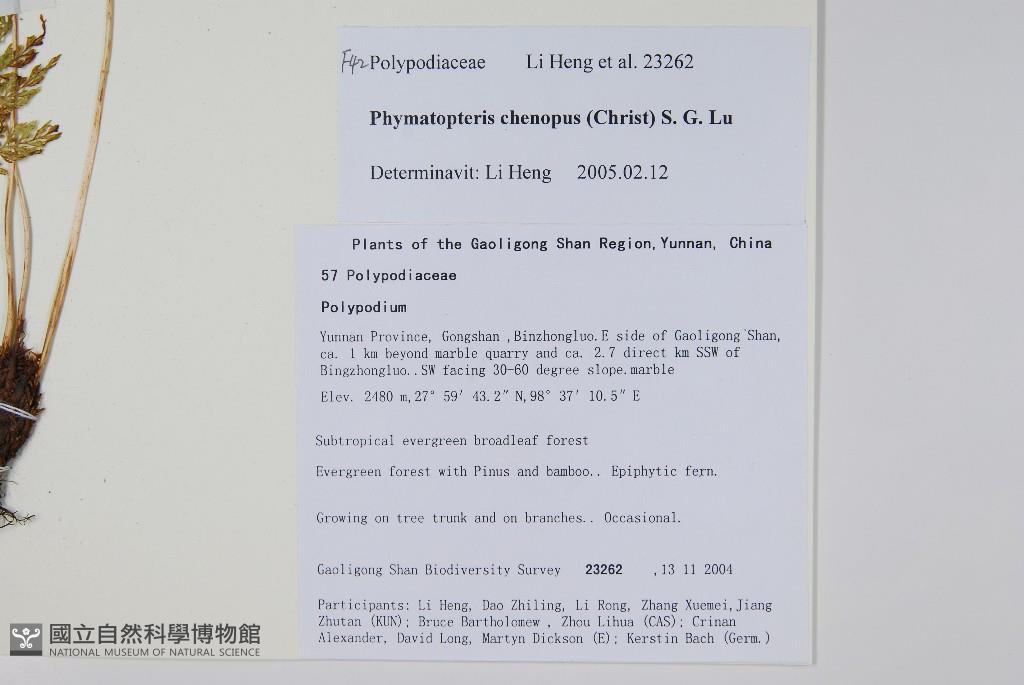 F42 Polypodiaceae Li Heng et al. 23262
Phymatopteris chenopus (Christ) S. G. Lu
Determinavit: Li Heng 2005.02.12
Plants of the Gaoligong Shan Region, Yunnan, China
57 Polypodiaceae
Polypodium
Yunnan Province, Gongshan ,Binzhongluo.E side of Gaoligong Shan,
ca. 1 km beyond marble quarry and ca. 2.7 direct km SSW of
Bingzhongluo..SW facing 30-60 degree slope.marble
Elev. 2480 m,27° 59′ 43.2″ N,98° 37′ 10.5″ E
Subtropical evergreen broadleaf forest
Evergreen forest with Pinus and bamboo.. Epiphytic fern.
Growing on tree trunk and on branches.. Occasional.
Gaoligong Shan Biodiversity Survey 23262 ,13 11 2004
Participants: Li Heng, Dao Zhiling, Li Rong, Zhang Xuemei,Jiang
Zhutan (KUN); Bruce Bartholomew , Zhou Lihua (CAS); Crinan
Alexander, David Long, Martyn Dickson (E); Kerstin Bach (Germ.)
國立自然科學博物館
NATIONAL MUSEUM OF NATURAL SCIENCE